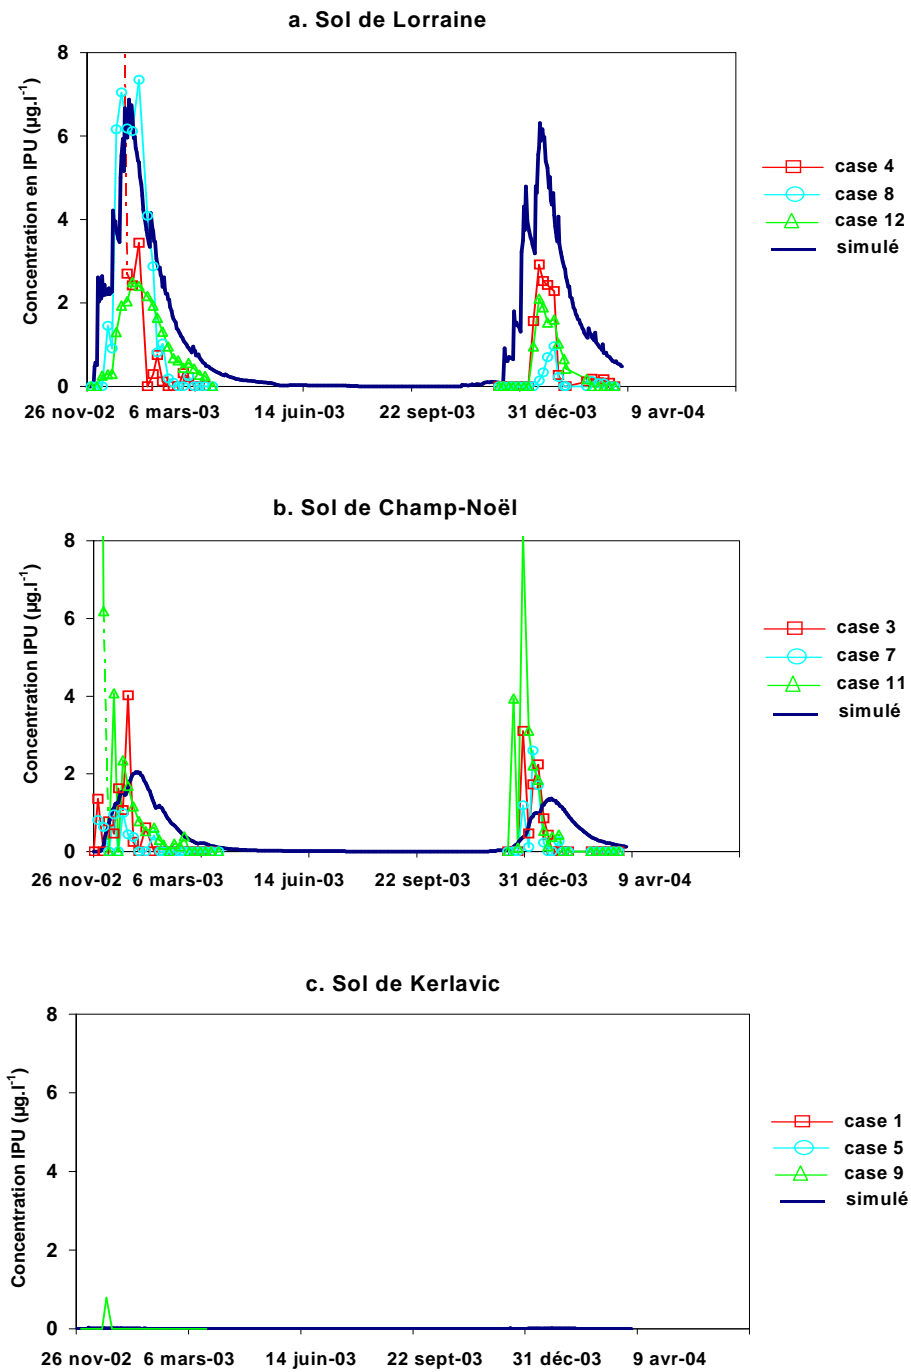 a. Sol de Lorraine
Concentration en IPU (µg.l-1)
8
6
4
2
0
26 nov-02 6 mars-03 14 juin-03 22 sept-03 31 déc-03 9 avr-04
case 4
case 8
case 12
simulé
b. Sol de Champ-Noël
Concentration IPU (µg.l-1)
8
6
4
2
0
26 nov-02 6 mars-03 14 juin-03 22 sept-03 31 déc-03 9 avr-04
case 3
case 7
case 11
simulé
c. Sol de Kerlavic
Concentration IPU (µg.l-1)
8
6
4
2
0
26 nov-02 6 mars-03 14 juin-03 22 sept-03 31 déc-03 9 avr-04
case 1
case 5
case 9
simulé